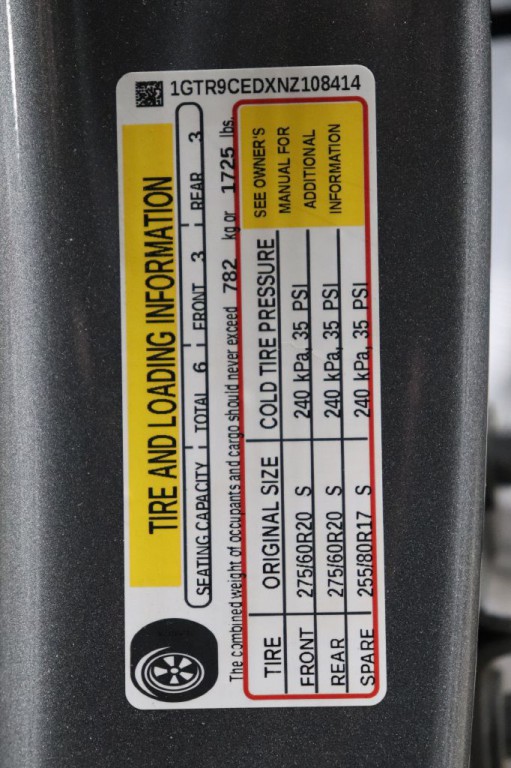 1GTR9CEDXNZ108414
TIRE AND LOADING INFORMATION
SEATING CAPACITY TOTAL 6 FRONT 3 REAR 3
The combined weight of occupants and cargo should never exceed 782 kg or 1725 lbs.
TIRE ORIGINAL SIZE COLD TIRE PRESSURE
FRONT 275/60R20 S 240 kPa, 35 PSI
REAR 275/60R20 S 240 kPa, 35 PSI
SPARE 255/80R17 S 240 kPa, 35 PSI
SEE OWNER'S
MANUAL FOR
ADDITIONAL
INFORMATION